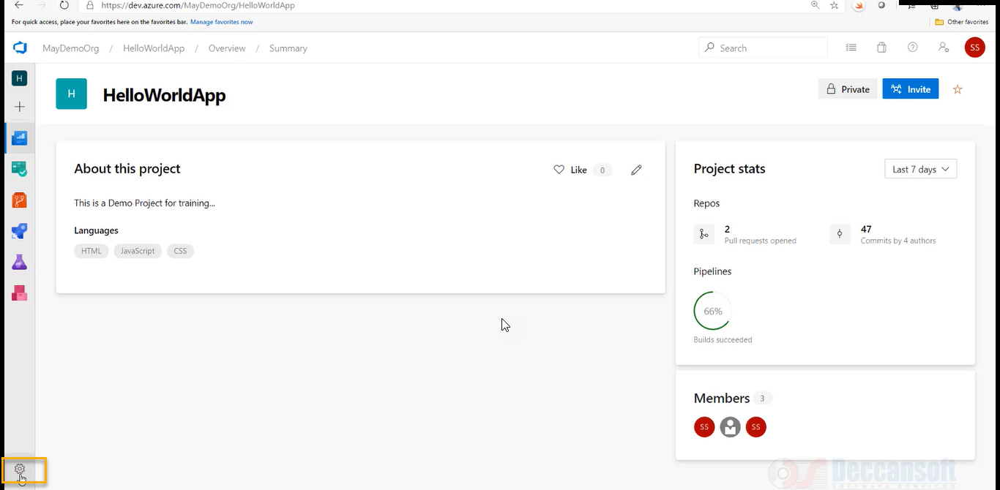 https://dev.azure.com/MayDemoOrg/HelloWorldApp
For quick access, place your favorites here on the favorites bar. Manage favorites now
Other favorites
MayDemoOrg / HelloWorldApp / Overview / Summary
Search
SS
H
H
HelloWorldApp
Private
Invite
About this project
Like 0
This is a Demo Project for training...
Languages
HTML JavaScript CSS
Project stats
Last 7 days
Repos
2
Pull requests opened
47
Commits by 4 authors
Pipelines
66%
Builds succeeded
Members 3
SS SS
Deccansoft
SOFTWARE SERVICES